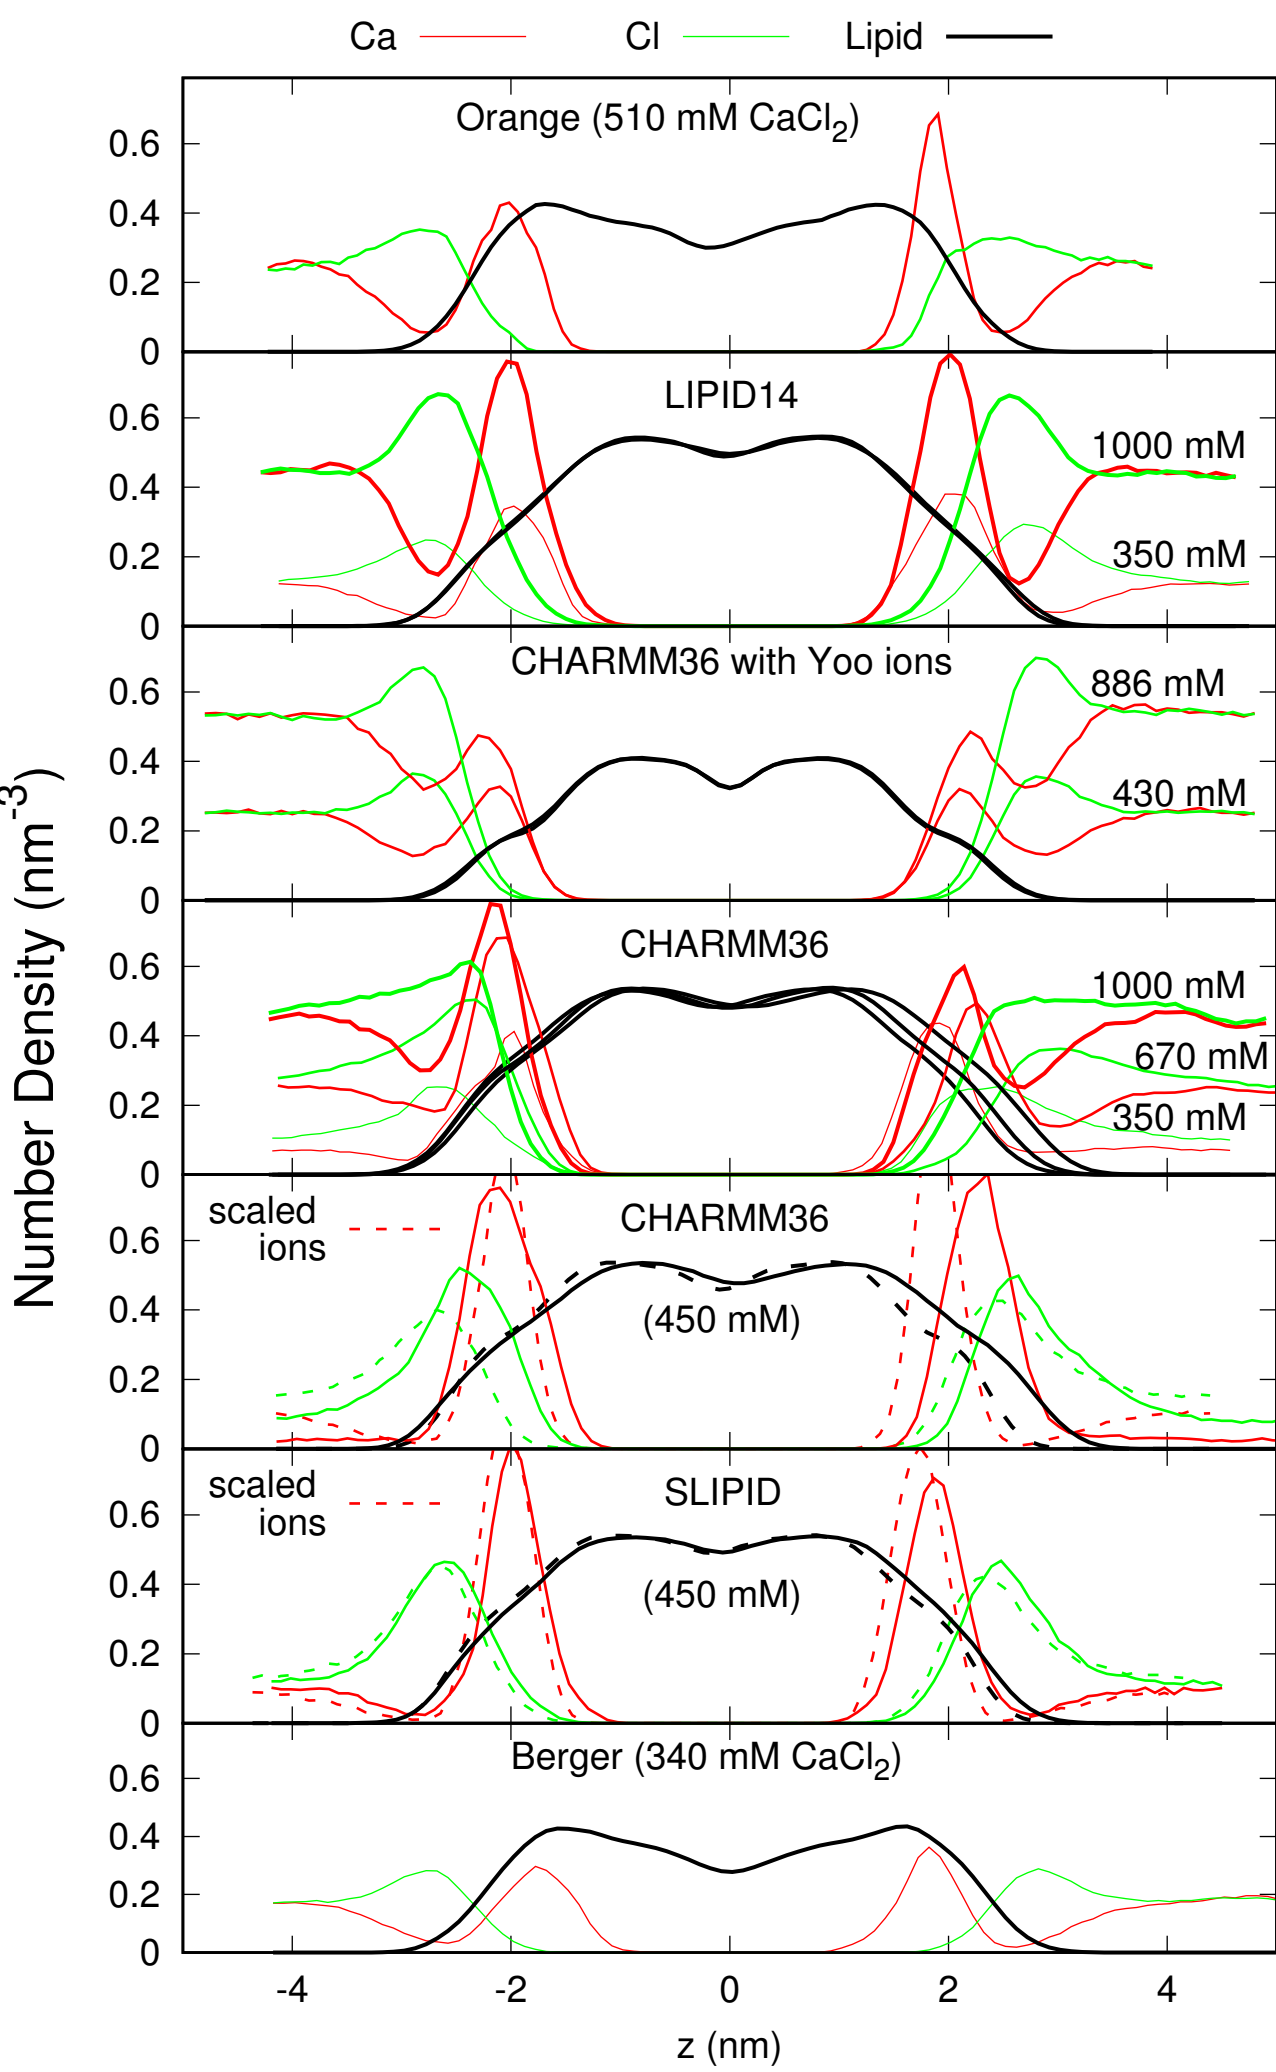 Ca Cl Lipid
Orange (510 mM CaCl2)
0.6
0.4
0.2
0
LIPID14
0.6
1000 mM
0.4
350 mM
0.2
0
CHARMM36 with Yoo ions
0.6
886 mM
0.4
430 mM
0.2
0
CHARMM36
0.6
1000 mM
0.4
670 mM
0.2
350 mM
0
scaled
ions
CHARMM36
0.6
0.4
(450 mM)
0.2
0
scaled
ions
SLIPID
0.6
0.4
(450 mM)
0.2
0
Berger (340 mM CaCl2)
0.6
0.4
0.2
0
-4 -2 0 2 4
z (nm)
Number Density (nm-3)